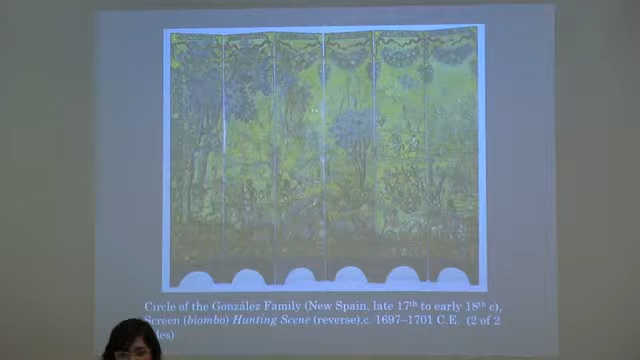 Circle of the González Family (New Spain, late 17th to early 18th c),
Screen (biombo) Hunting Scene (reverse),c. 1697–1701 C.E. (2 of 2